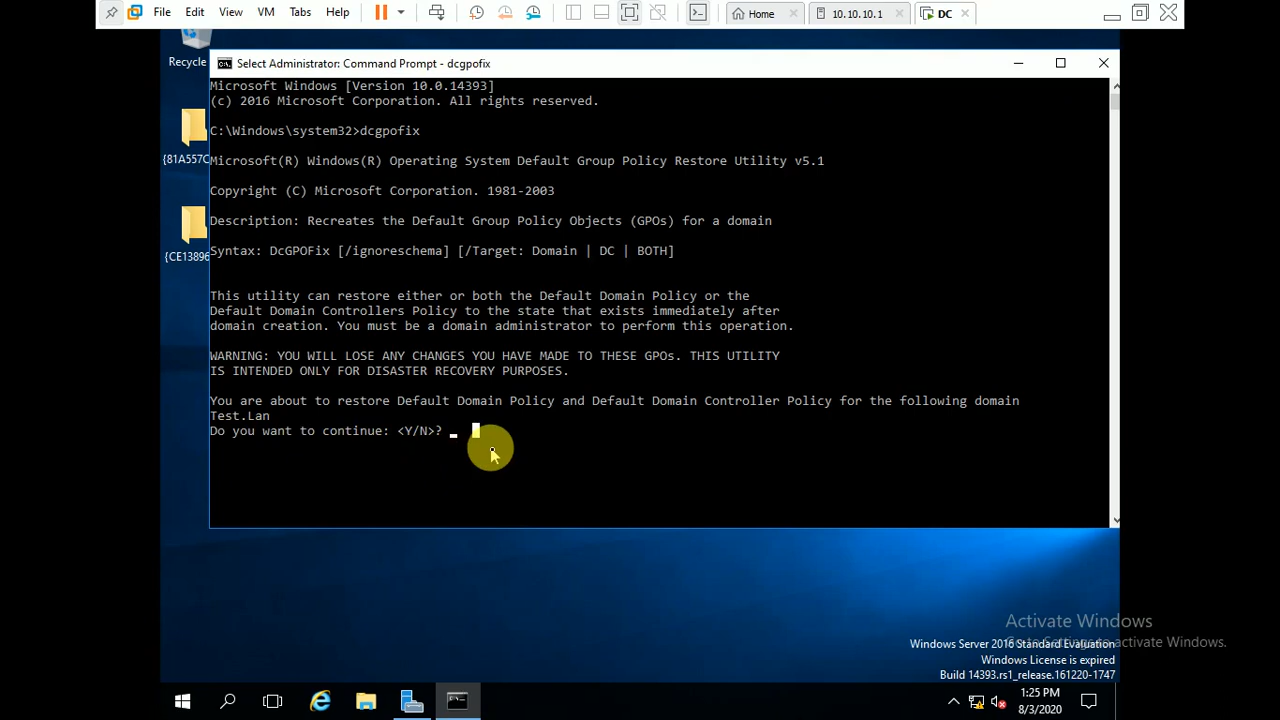 File Edit View VM Tabs Help Home 10.10.10.1 DC
Recycle
Select Administrator: Command Prompt - dcgpofix
Microsoft Windows [Version 10.0.14393]
(c) 2016 Microsoft Corporation. All rights reserved.
C:\Windows\system32>dcgpofix
{81A557C
Microsoft(R) Windows(R) Operating System Default Group Policy Restore Utility v5.1
Copyright (C) Microsoft Corporation. 1981-2003
Description: Recreates the Default Group Policy Objects (GPOs) for a domain
{CE13896
Syntax: DcGPOFix [/ignoreschema] [/Target: Domain | DC | BOTH]
This utility can restore either or both the Default Domain Policy or the
Default Domain Controllers Policy to the state that exists immediately after
domain creation. You must be a domain administrator to perform this operation.
WARNING: YOU WILL LOSE ANY CHANGES YOU HAVE MADE TO THESE GPOs. THIS UTILITY
IS INTENDED ONLY FOR DISASTER RECOVERY PURPOSES.
You are about to restore Default Domain Policy and Default Domain Controller Policy for the following domain
Test.Lan
Do you want to continue: <Y/N>? _
Activate Windows
Go to Settings to activate Windows.
Windows Server 2016 Standard Evaluation
Windows License is expired
Build 14393.rs1_release.161220-1747
1:25 PM
8/3/2020